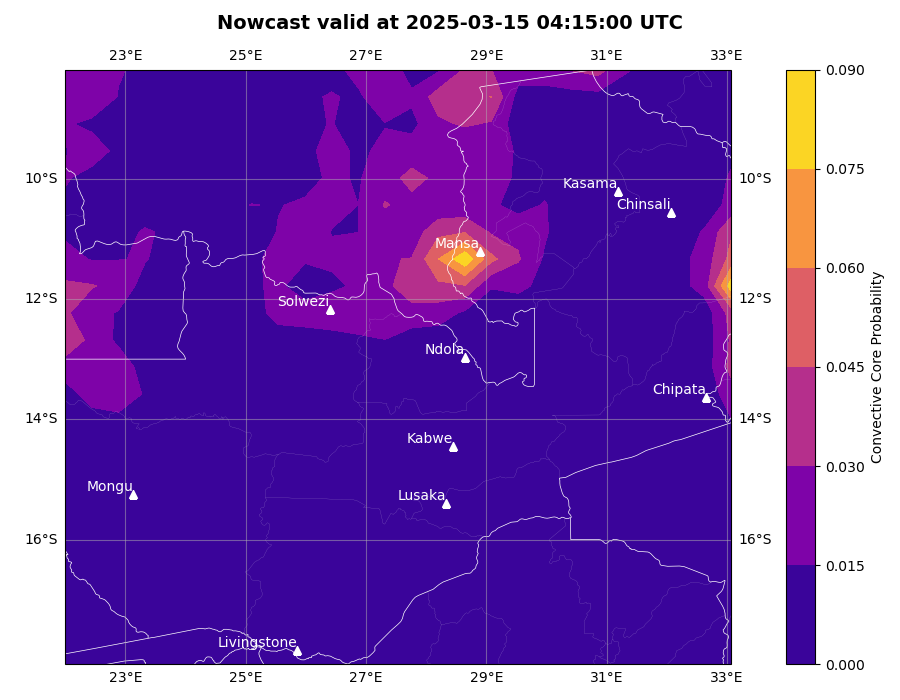 Nowcast valid at 2025-03-15 04:15:00 UTC
23°E 25°E 27°E 29°E 31°E 33°E
0.090
0.075
10°S Kasama 10°S
Chinsali
Mansa
0.060
12°S Solwezi 12°S
Ndola
0.045
Chipata
14°S 14°S
Kabwe
0.030
Mongu
Lusaka
16°S 16°S
0.015
Livingstone
0.000
23°E 25°E 27°E 29°E 31°E 33°E
Convective Core Probability